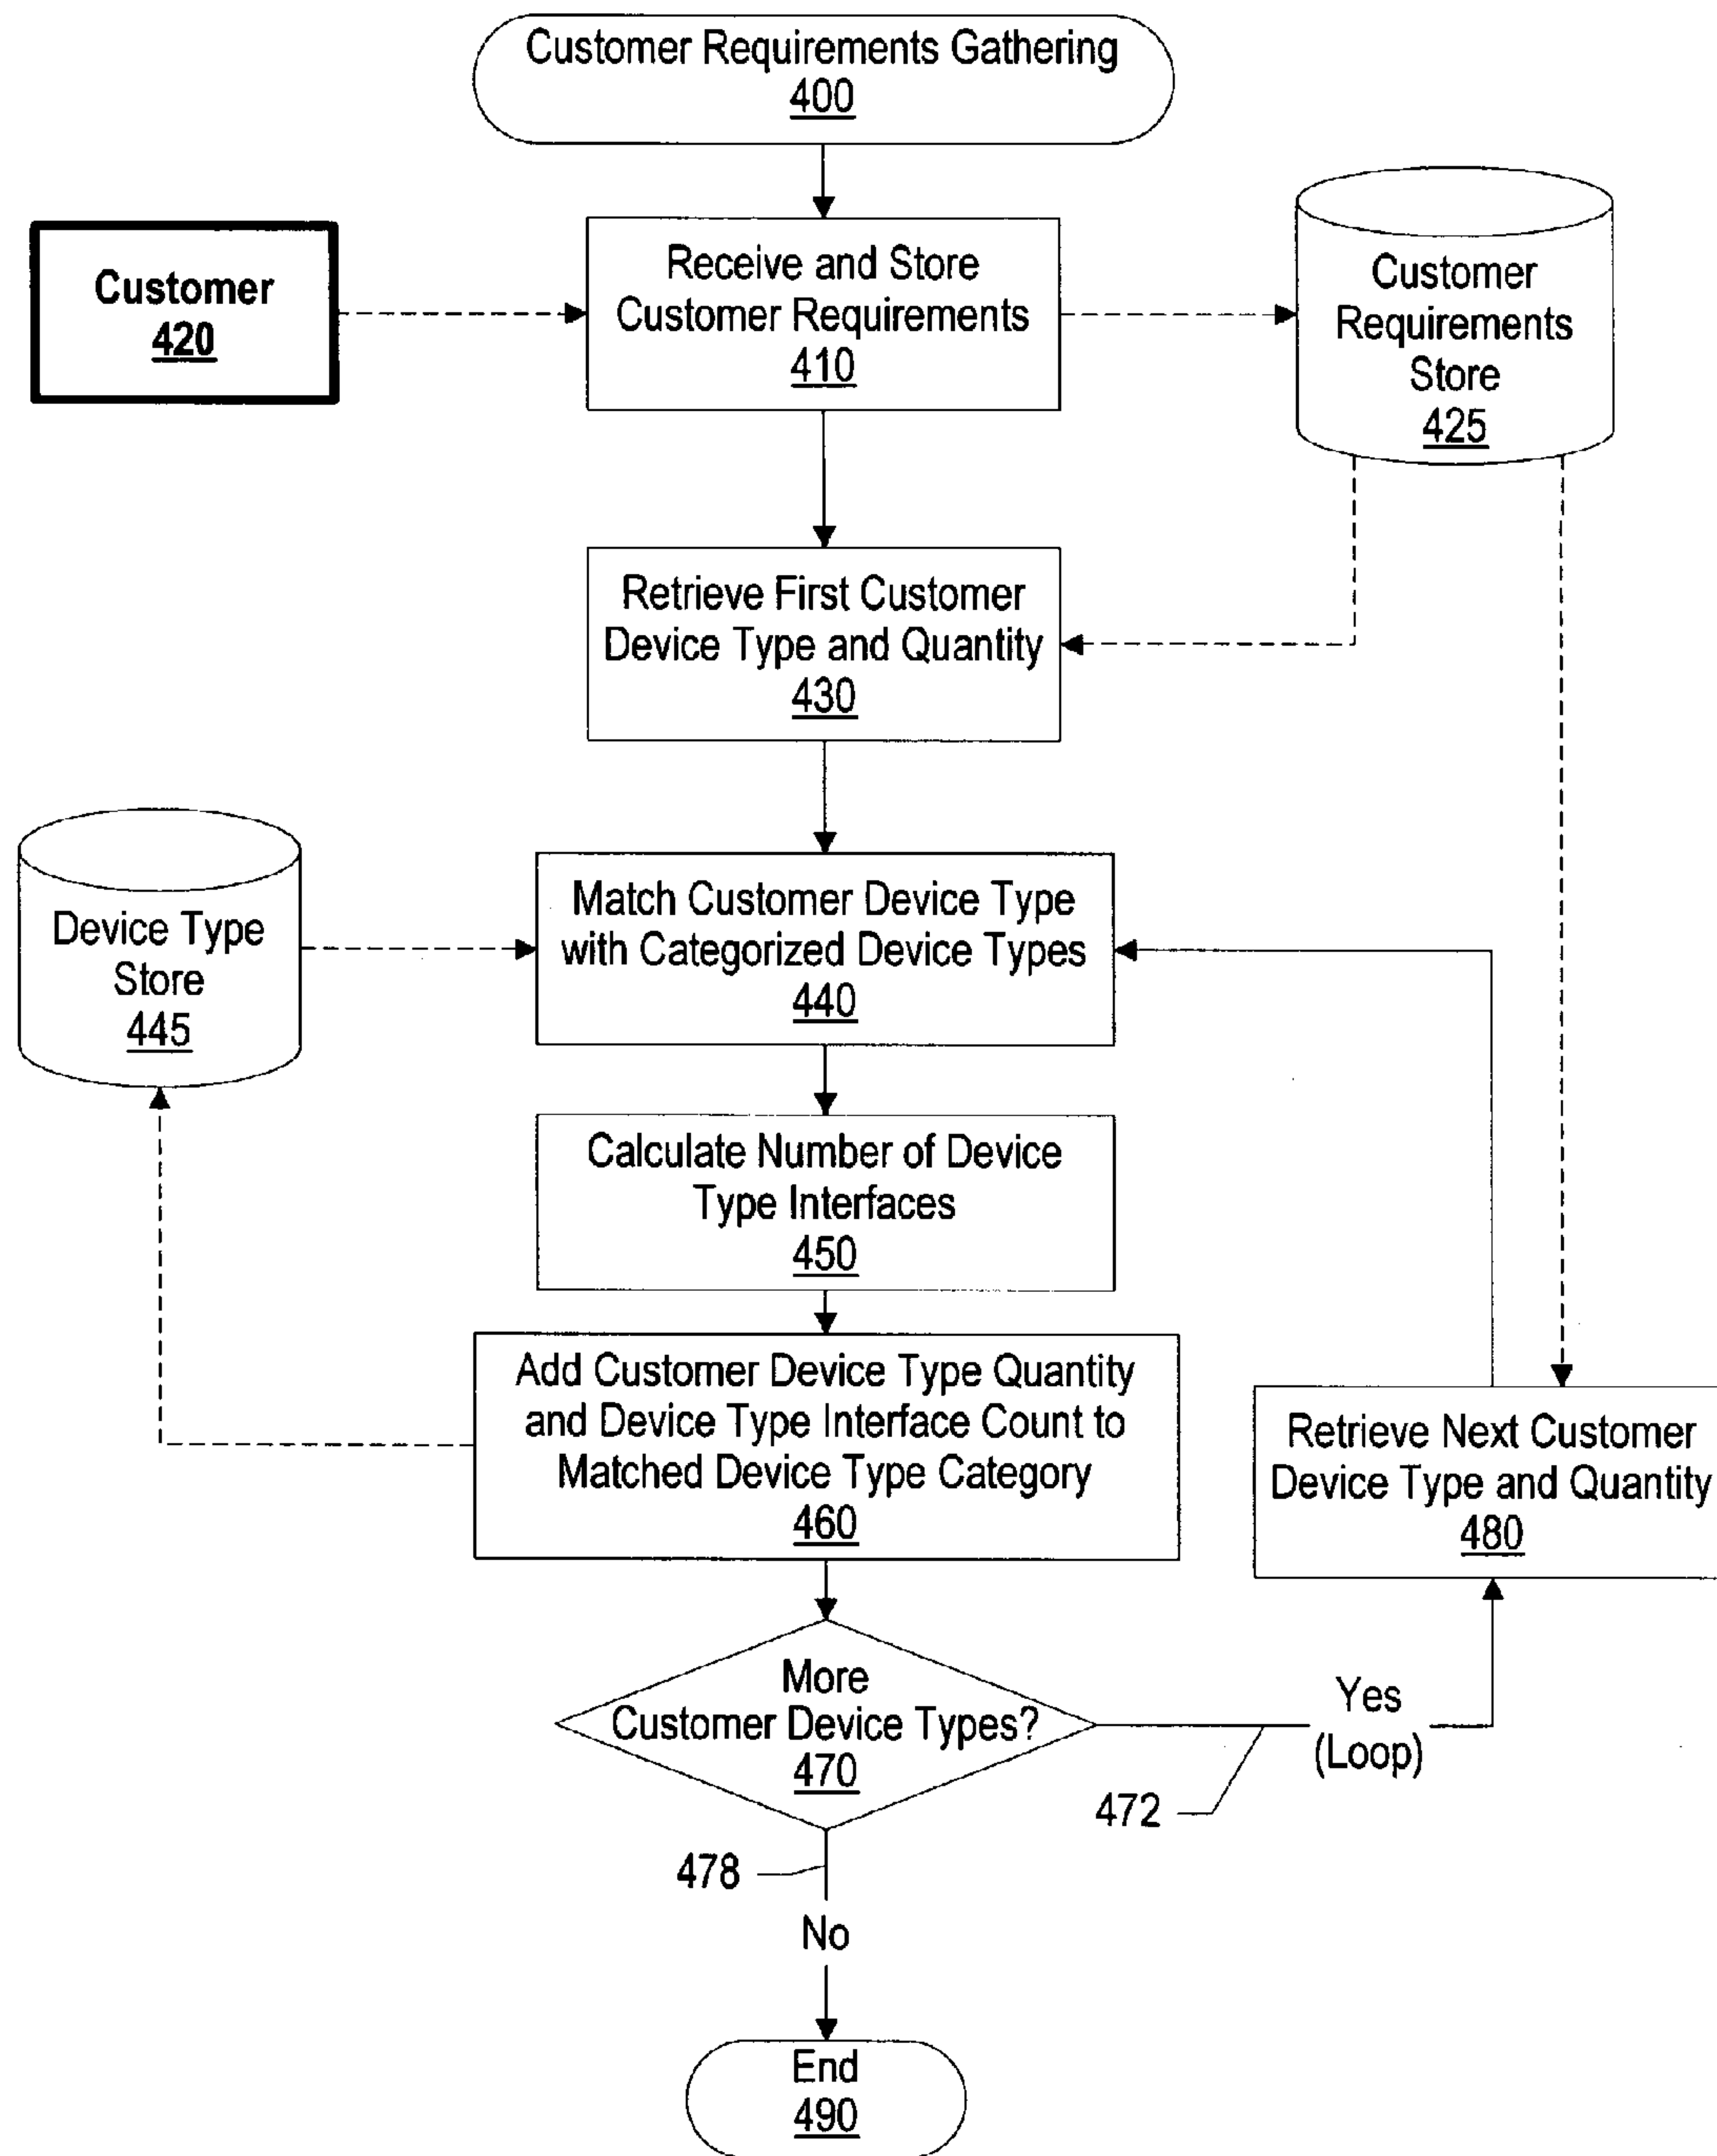 Customer Requirements Gathering
400
Customer
420
Receive and Store
Customer Requirements
410
Customer
Requirements
Store
425
Retrieve First Customer
Device Type and Quantity
430
Device Type
Store
445
Match Customer Device Type
with Categorized Device Types
440
Calculate Number of Device
Type Interfaces
450
Add Customer Device Type Quantity
and Device Type Interface Count to
Matched Device Type Category
460
Retrieve Next Customer
Device Type and Quantity
480
More
Customer Device Types?
470
Yes
(Loop)
472
478
No
End
490